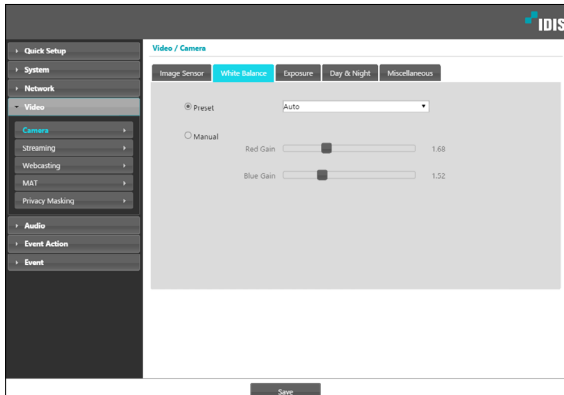 IDIS
Quick Setup
System
Network
Video
Camera
Streaming
Webcasting
MAT
Privacy Masking
Audio
Event Action
Event
Video / Camera
Image Sensor White Balance Exposure Day & Night Miscellaneous
Preset Auto
Manual
Red Gain 1.68
Blue Gain 1.52
Save